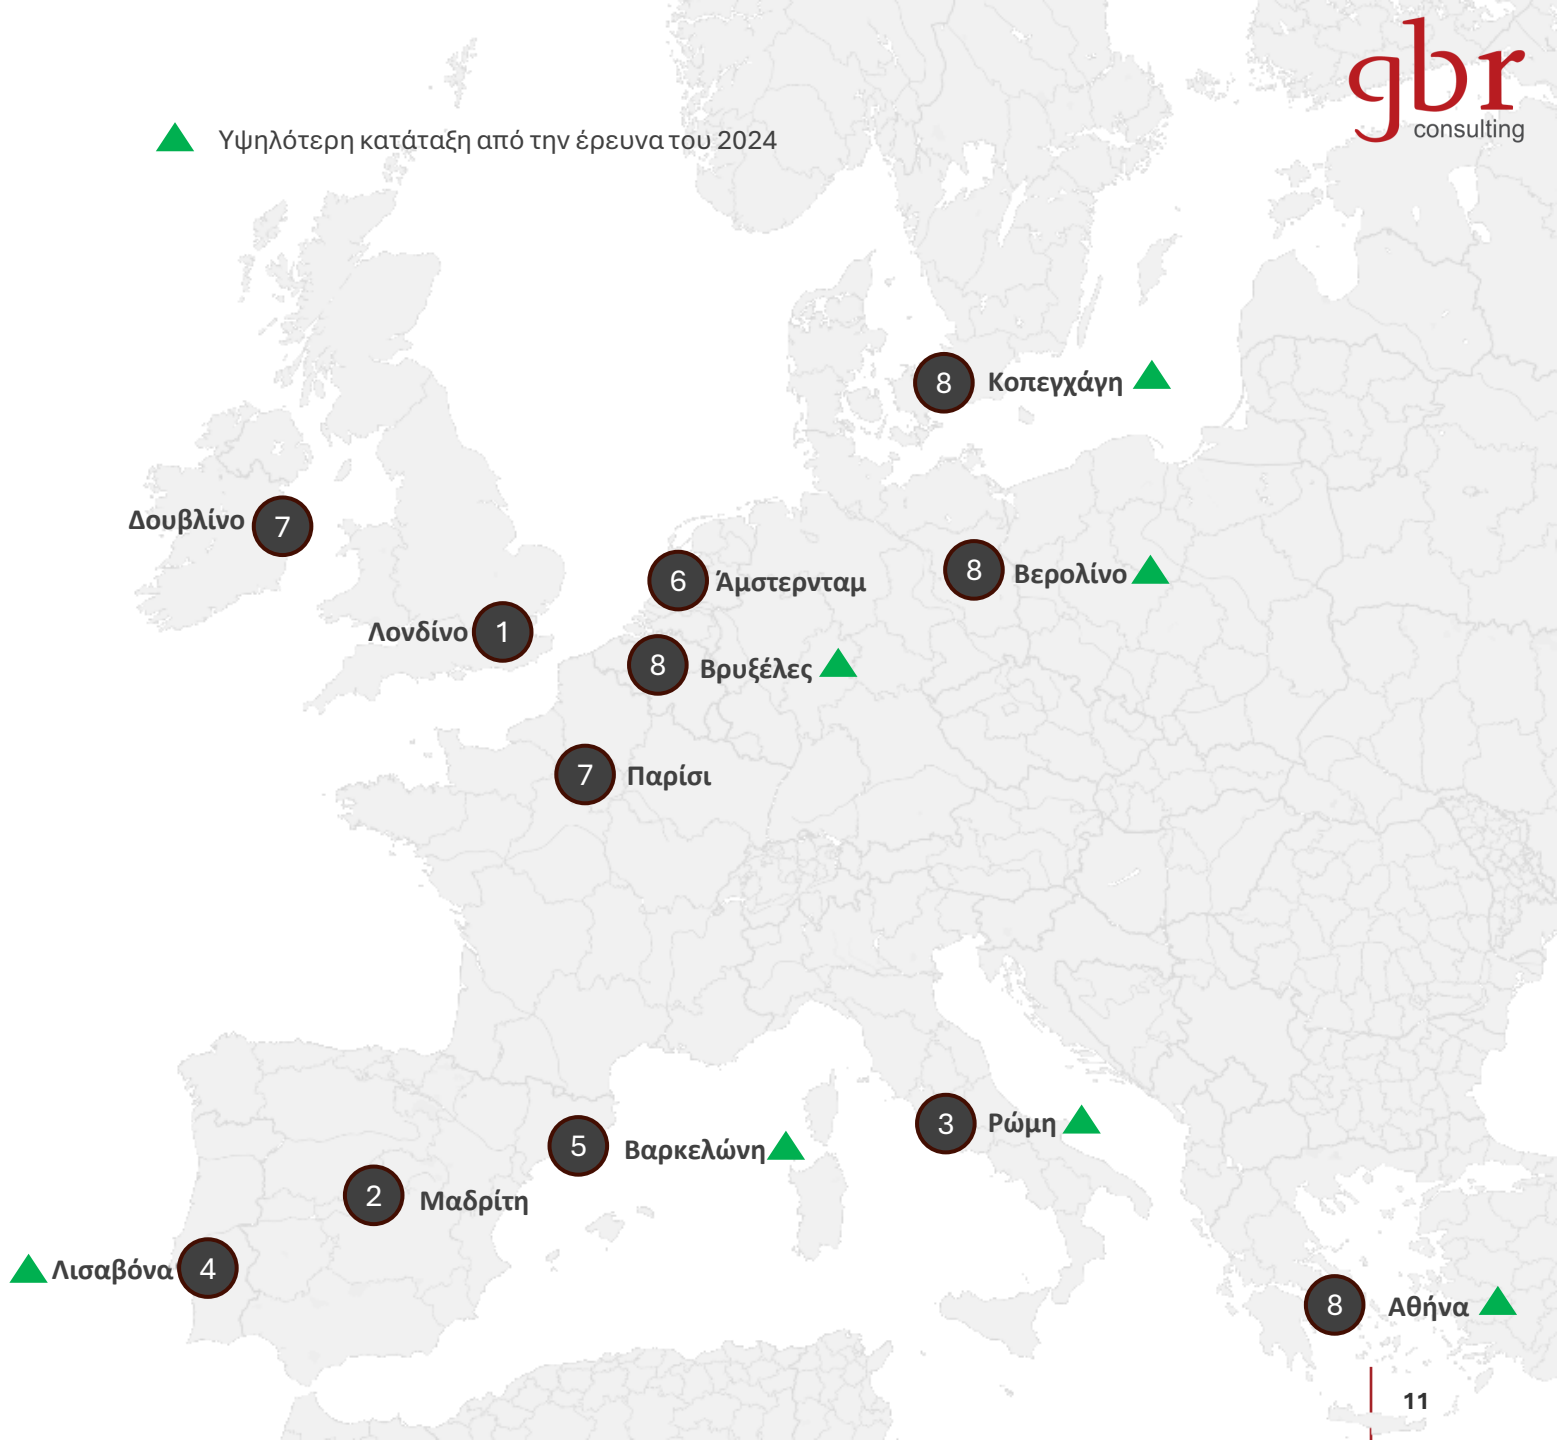 gbr
consulting
Υψηλότερη κατάταξη από την έρευνα του 2024
8 Κοπεγχάγη
Δουβλίνο 7
6 Άμστερνταμ
8 Βερολίνο
Λονδίνο 1
8 Βρυξέλες
7 Παρίσι
3 Ρώμη
5 Βαρκελώνη
2 Μαδρίτη
Λισαβόνα 4
8 Αθήνα
11